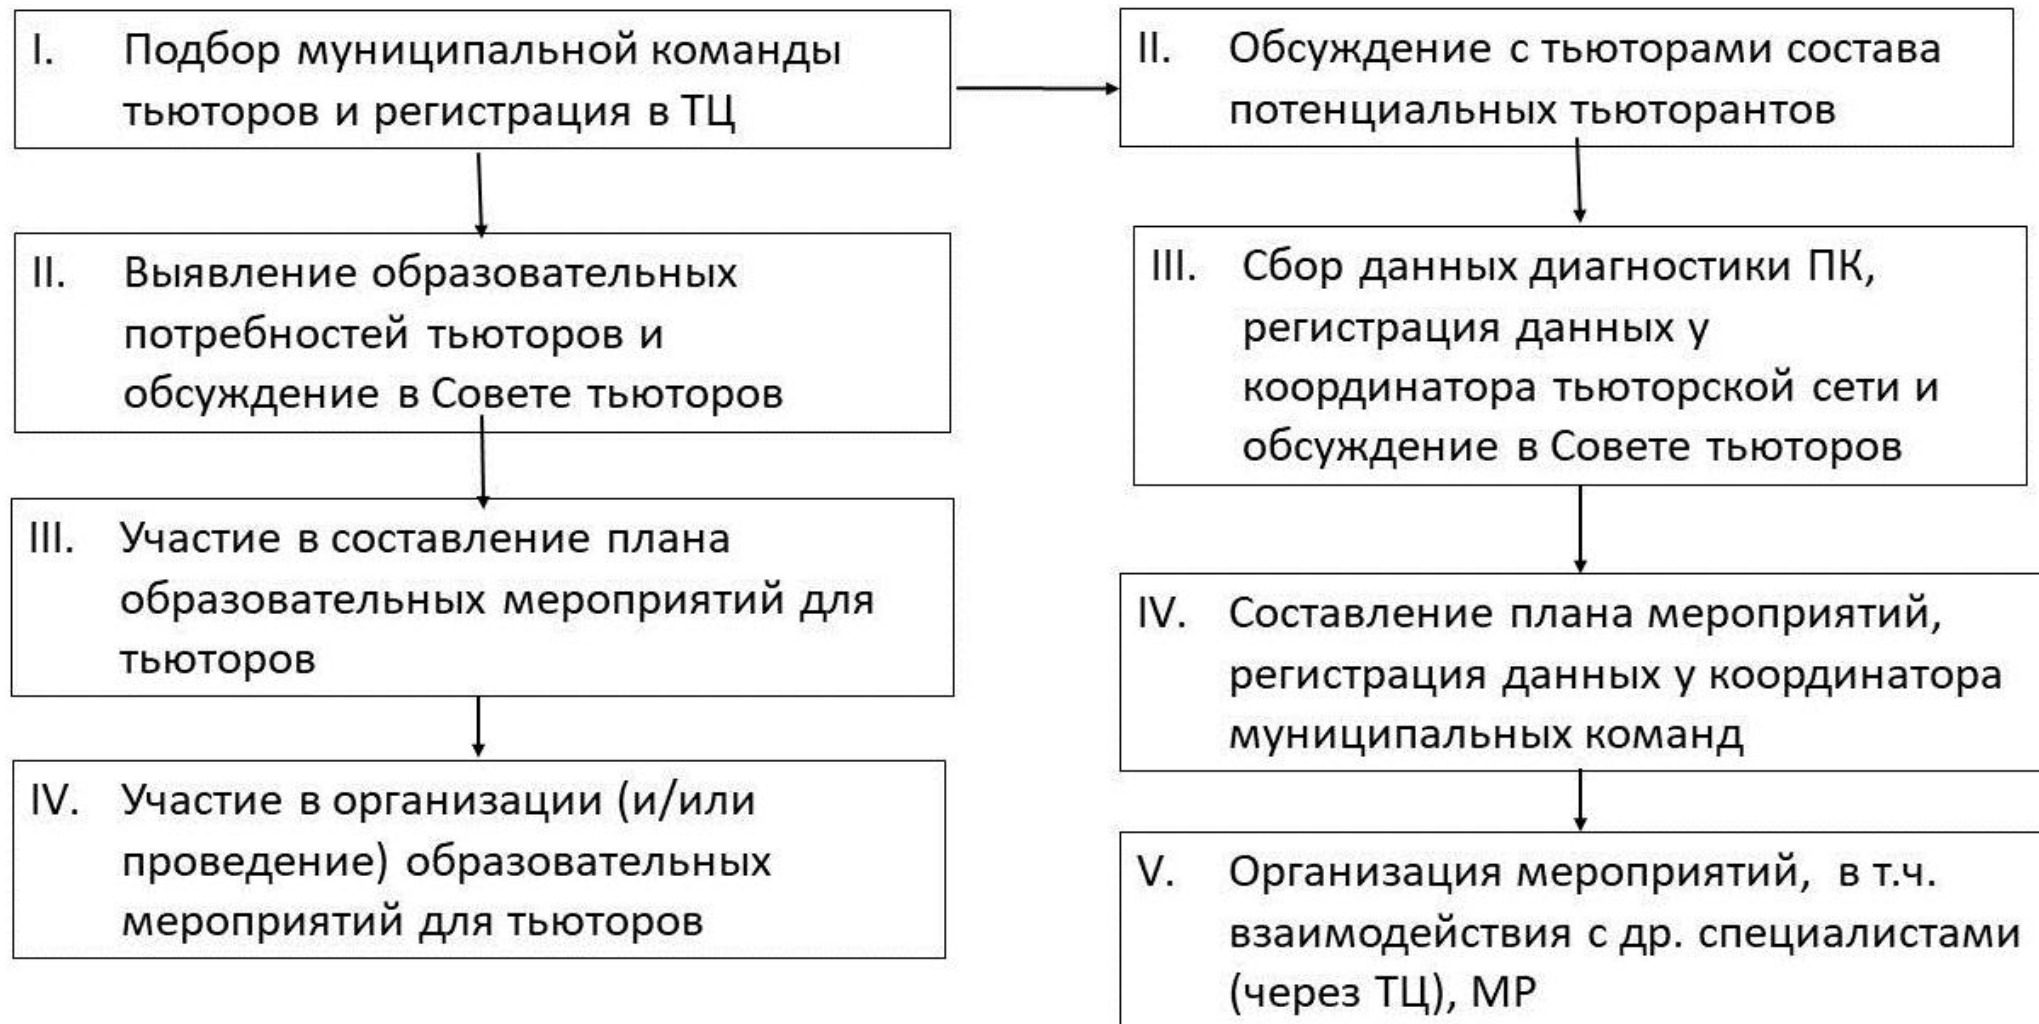 I. Подбор муниципальной команды
тьюторов и регистрация в ТЦ
II. Выявление образовательных
потребностей тьюторов и
обсуждение в Совете тьюторов
III. Участие в составление плана
образовательных мероприятий для
тьюторов
IV. Участие в организации (и/или
проведение) образовательных
мероприятий для тьюторов
II. Обсуждение с тьюторами состава
потенциальных тьюторантов
III. Сбор данных диагностики ПК,
регистрация данных у
координатора тьюторской сети и
обсуждение в Совете тьюторов
IV. Составление плана мероприятий,
регистрация данных у координатора
муниципальных команд
V. Организация мероприятий, в т.ч.
взаимодействия с др. специалистами
(через ТЦ), МР